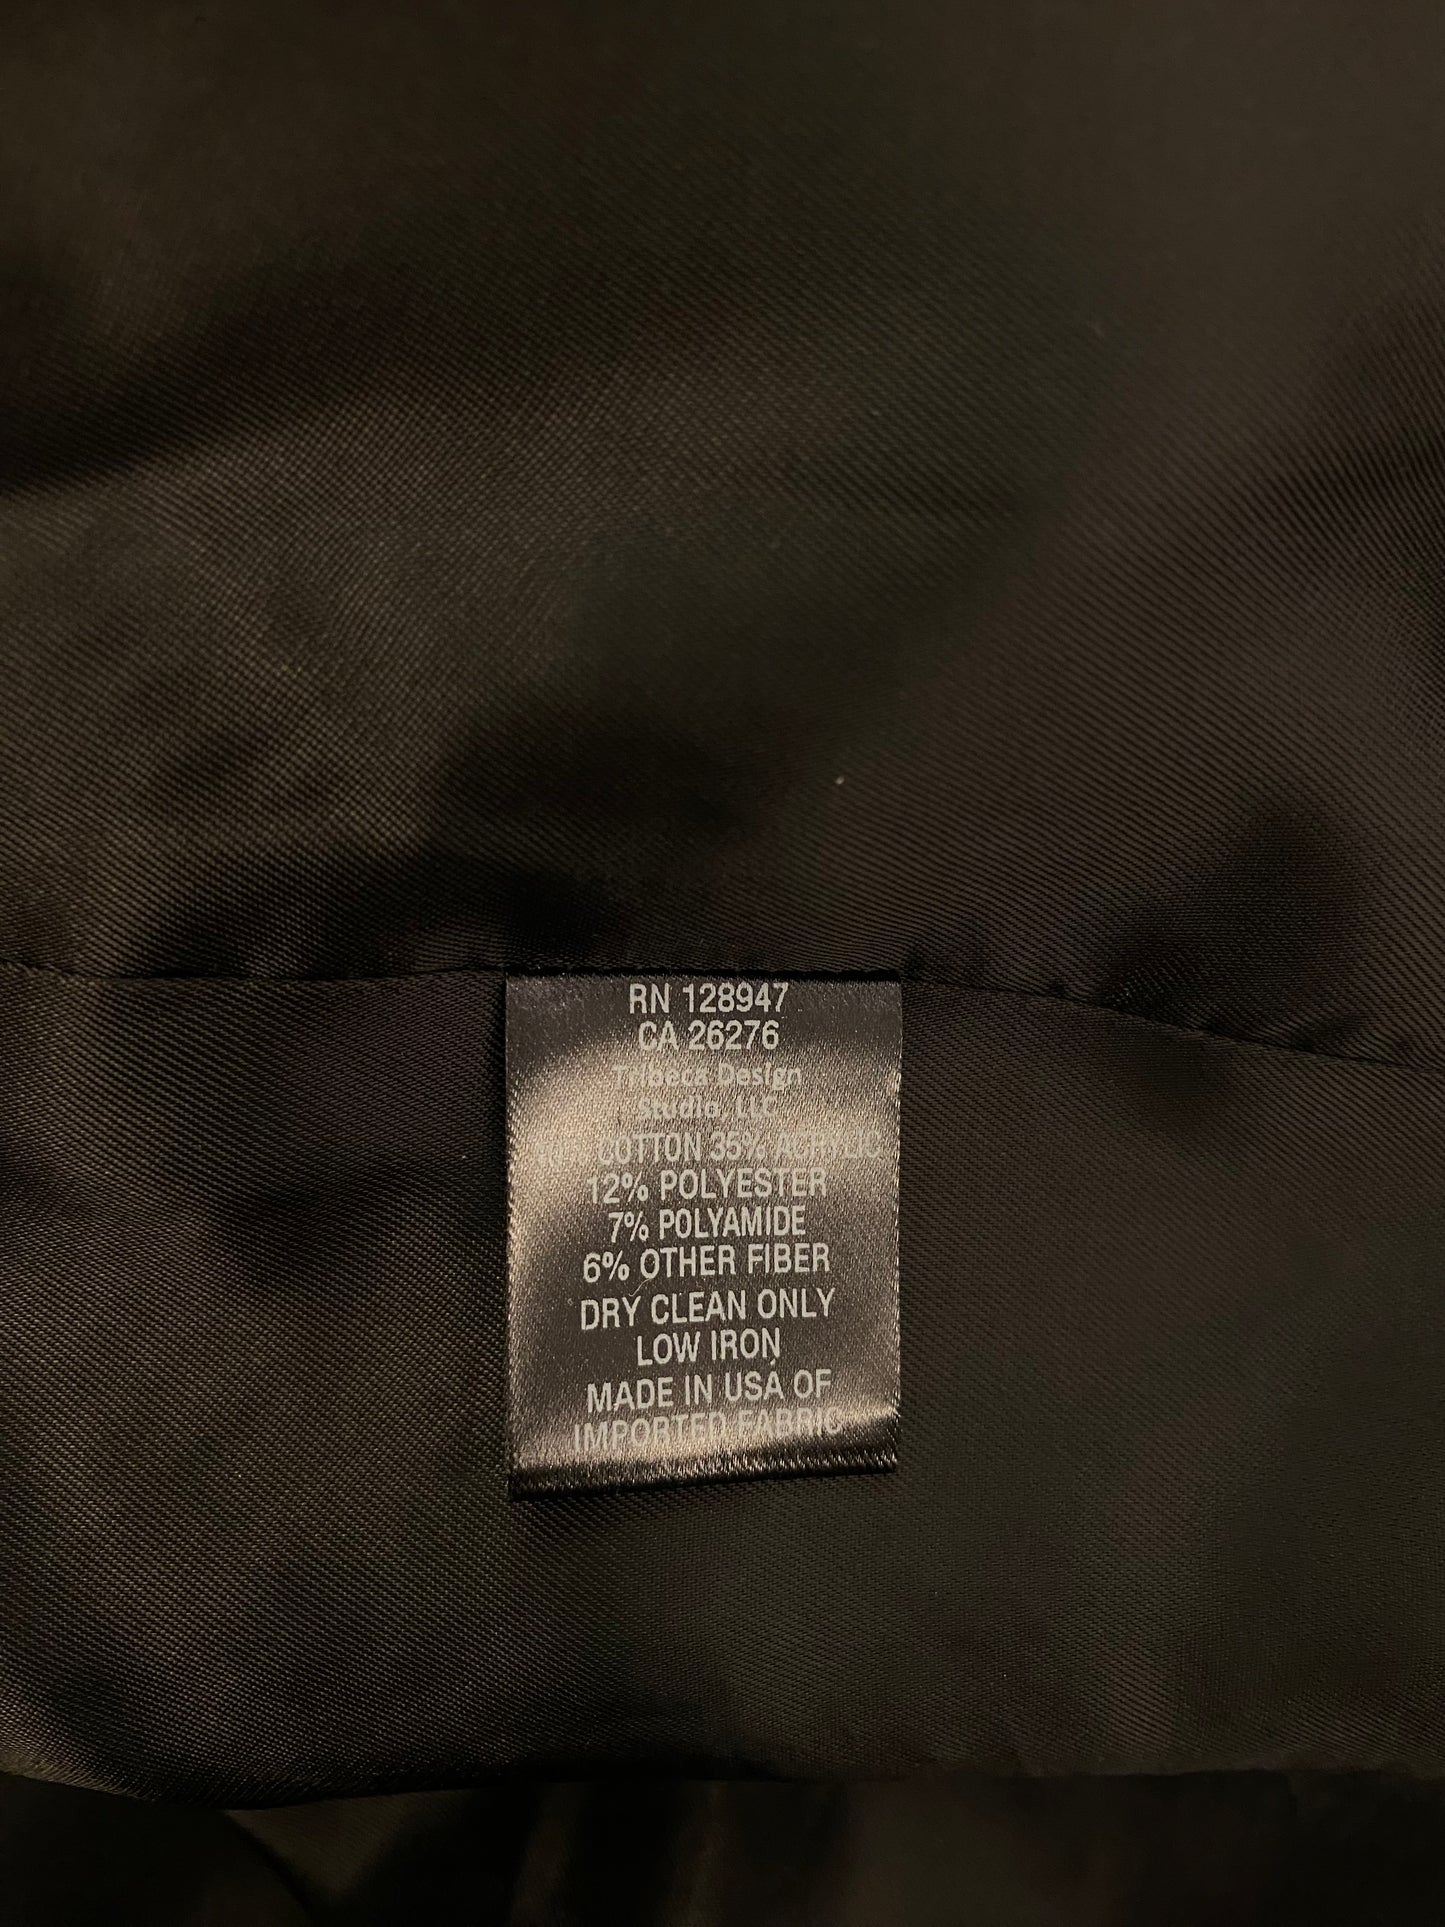 RN 128947
CA 26276
Tribeca Design
Studio, LLC
COTTON 35% ACRYLIC
12% POLYESTER
7% POLYAMIDE
6% OTHER FIBER
DRY CLEAN ONLY
LOW IRON
MADE IN USA OF
IMPORTED FABRIC